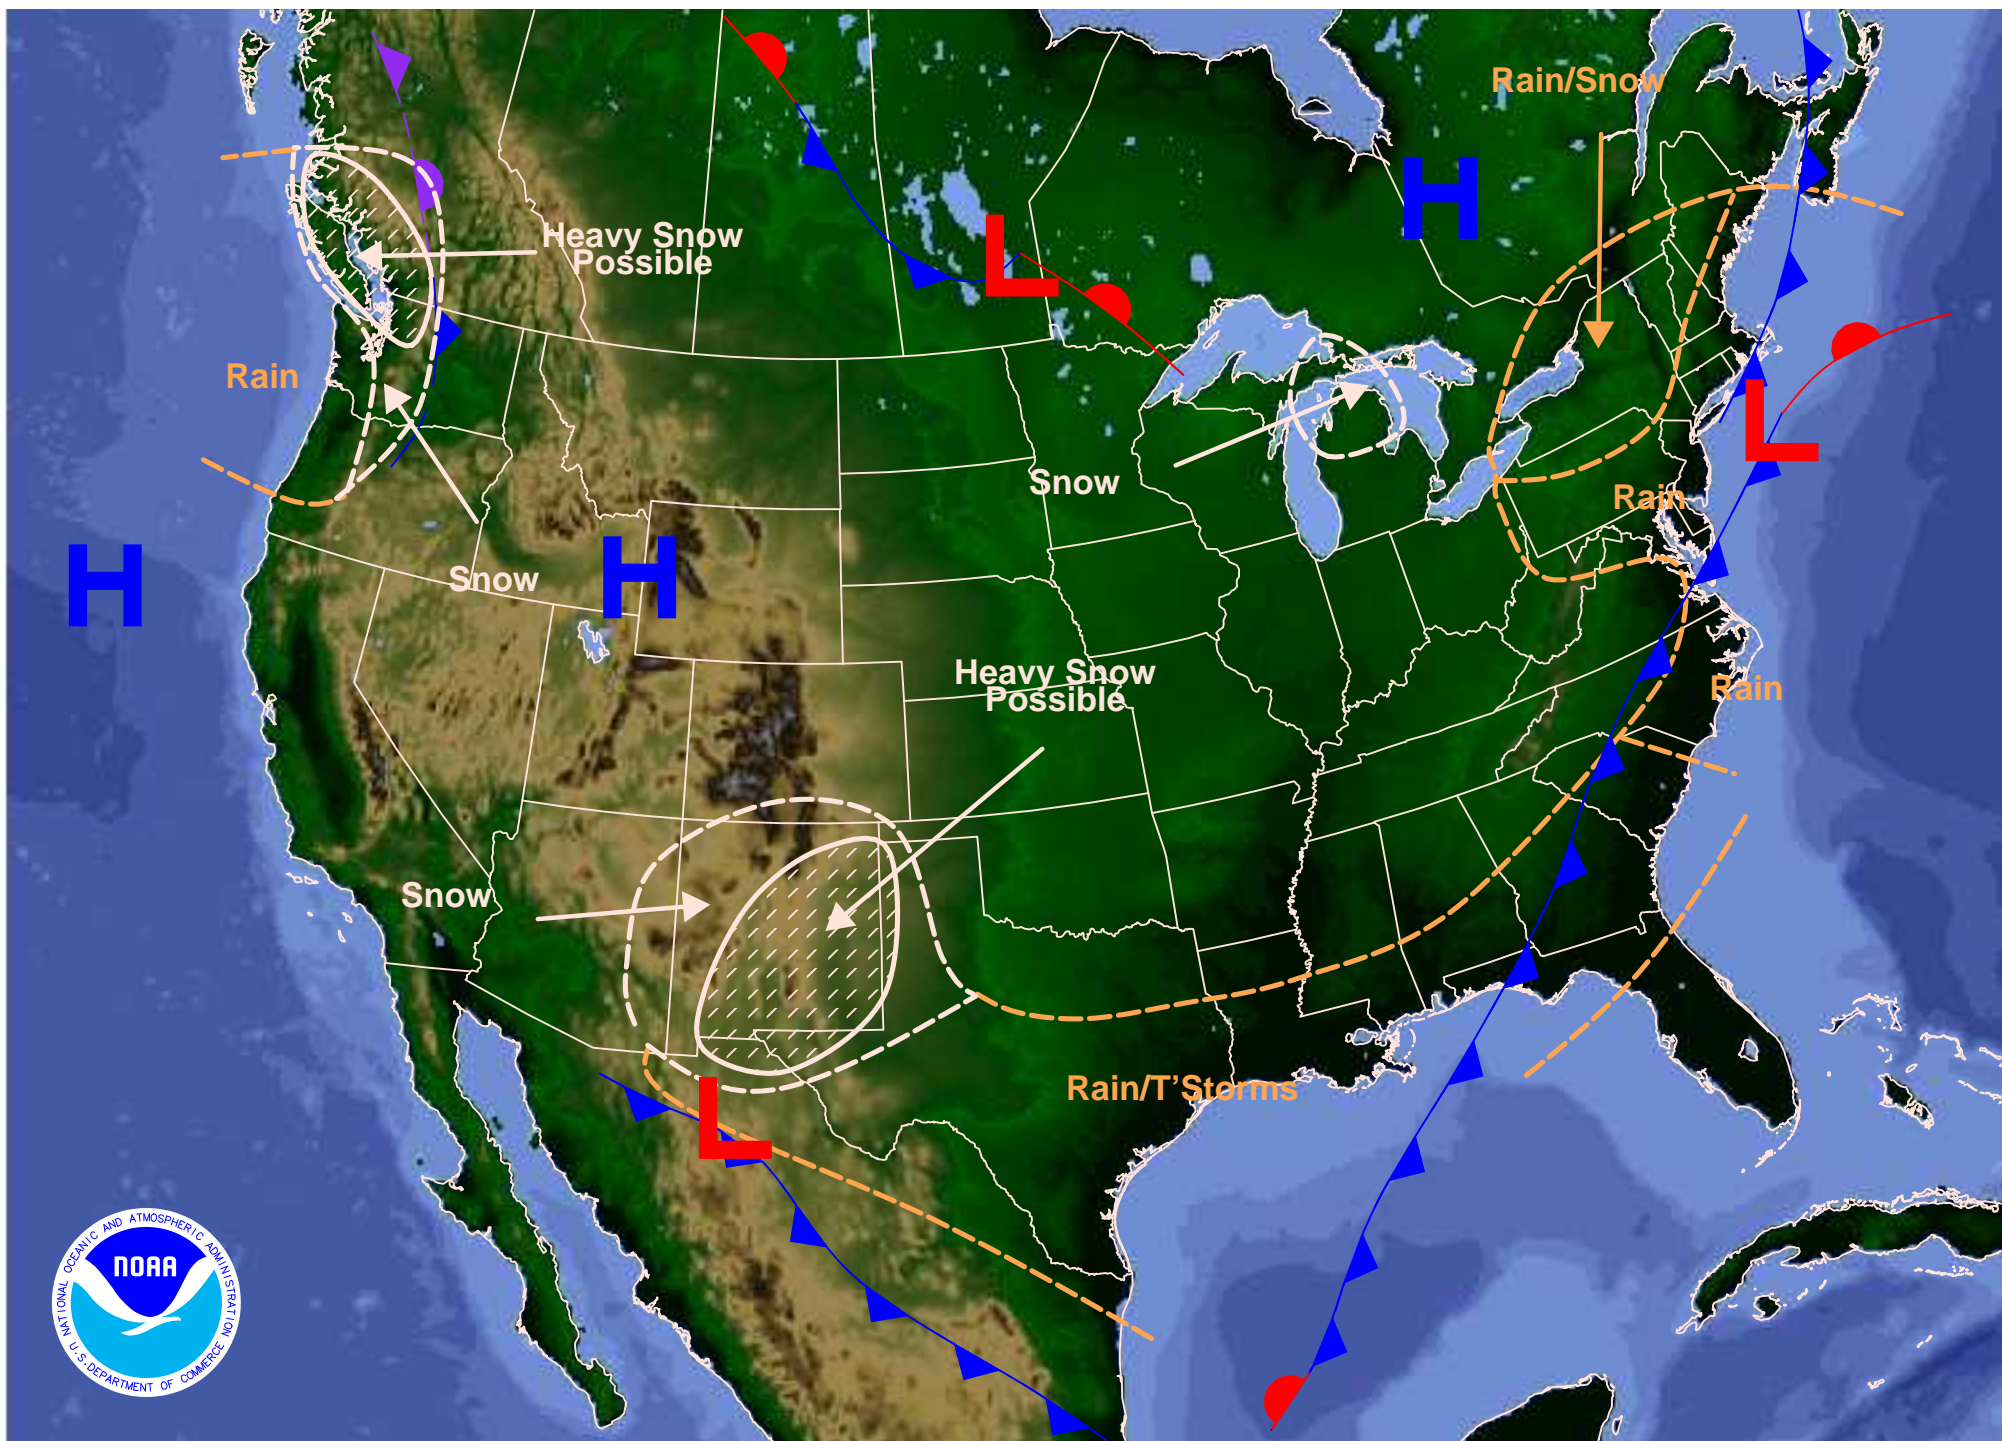 Rain/Snow
H
Heavy Snow
Possible
L
Rain
L
Snow
Rain
H
H
Snow
Heavy Snow
Possible
Rain
Snow
Rain/T'Storms
L
NATIONAL OCEANIC AND ATMOSPHERIC ADMINISTRATION
NOAA
U.S. DEPARTMENT OF COMMERCE